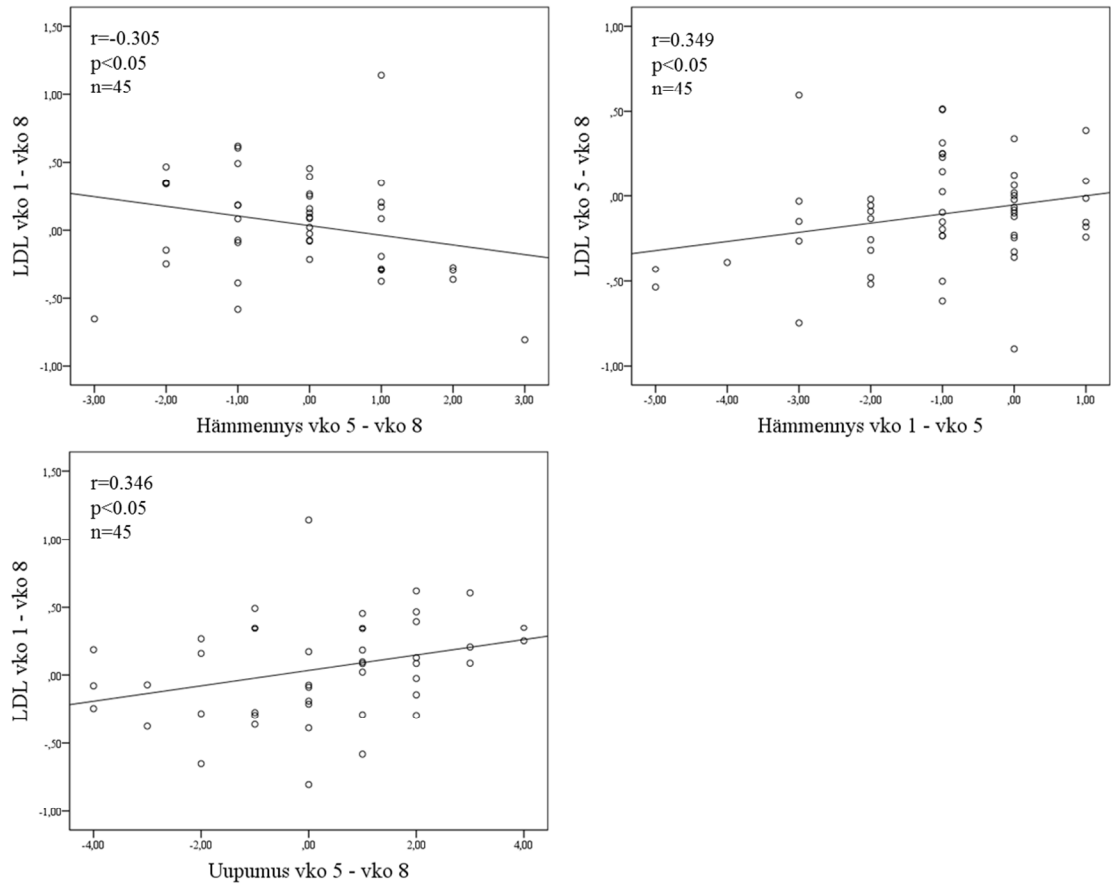 r=-0.305
p<0.05
n=45
1,50
1,00
,50
,00
-,50
-1,00
LDL vko 1 - vko 8
-3,00 -2,00 -1,00 ,00 1,00 2,00 3,00
Hämmennys vko 5 - vko 8
r=0.349
p<0.05
n=45
1,00
,50
,00
-,50
-1,00
LDL vko 5 - vko 8
-5,00 -4,00 -3,00 -2,00 -1,00 ,00 1,00
Hämmennys vko 1 - vko 5
r=0.346
p<0.05
n=45
1,50
1,00
,50
,00
-,50
-1,00
LDL vko 1 - vko 8
-4,00 -2,00 ,00 2,00 4,00
Uupumus vko 5 - vko 8